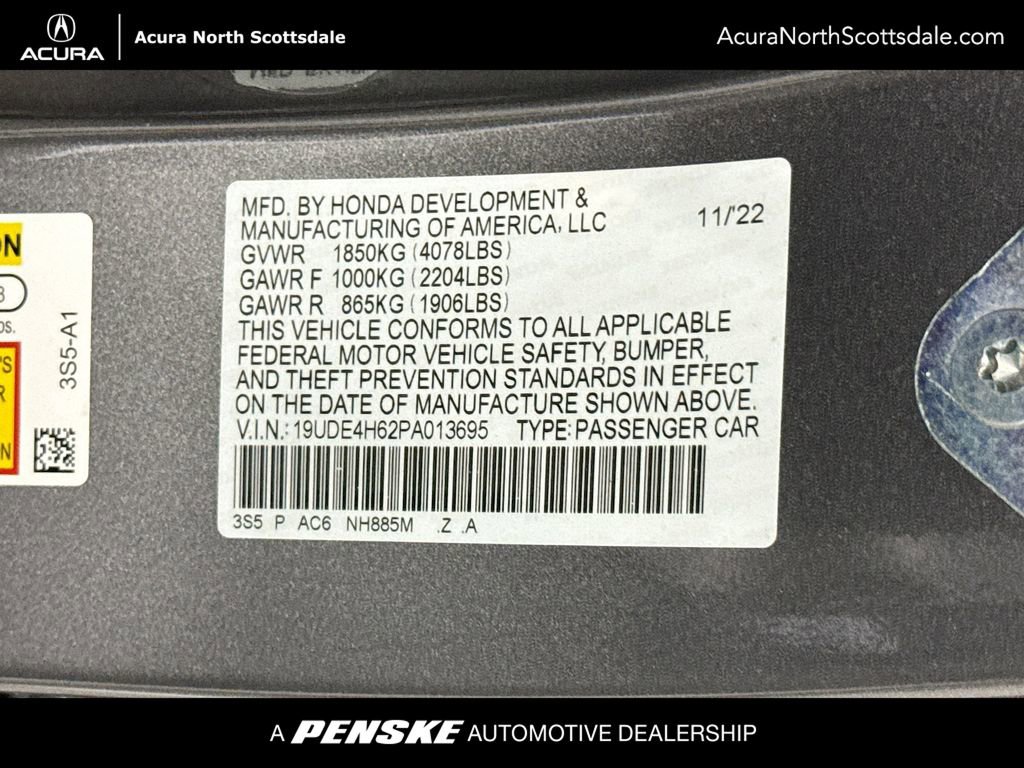 ACURA
Acura North Scottsdale
AcuraNorthScottsdale.com
MFD. BY HONDA DEVELOPMENT &
MANUFACTURING OF AMERICA, LLC
11/'22
GVWR 1850KG (4078LBS)
GAWR F 1000KG (2204LBS)
GAWR R 865KG (1906LBS)
THIS VEHICLE CONFORMS TO ALL APPLICABLE
FEDERAL MOTOR VEHICLE SAFETY, BUMPER,
AND THEFT PREVENTION STANDARDS IN EFFECT
ON THE DATE OF MANUFACTURE SHOWN ABOVE.
V.I.N.: 19UDE4H62PA013695 TYPE: PASSENGER CAR
3S5 P AC6 NH885M .Z .A
3S5-A1
A PENSKE AUTOMOTIVE DEALERSHIP